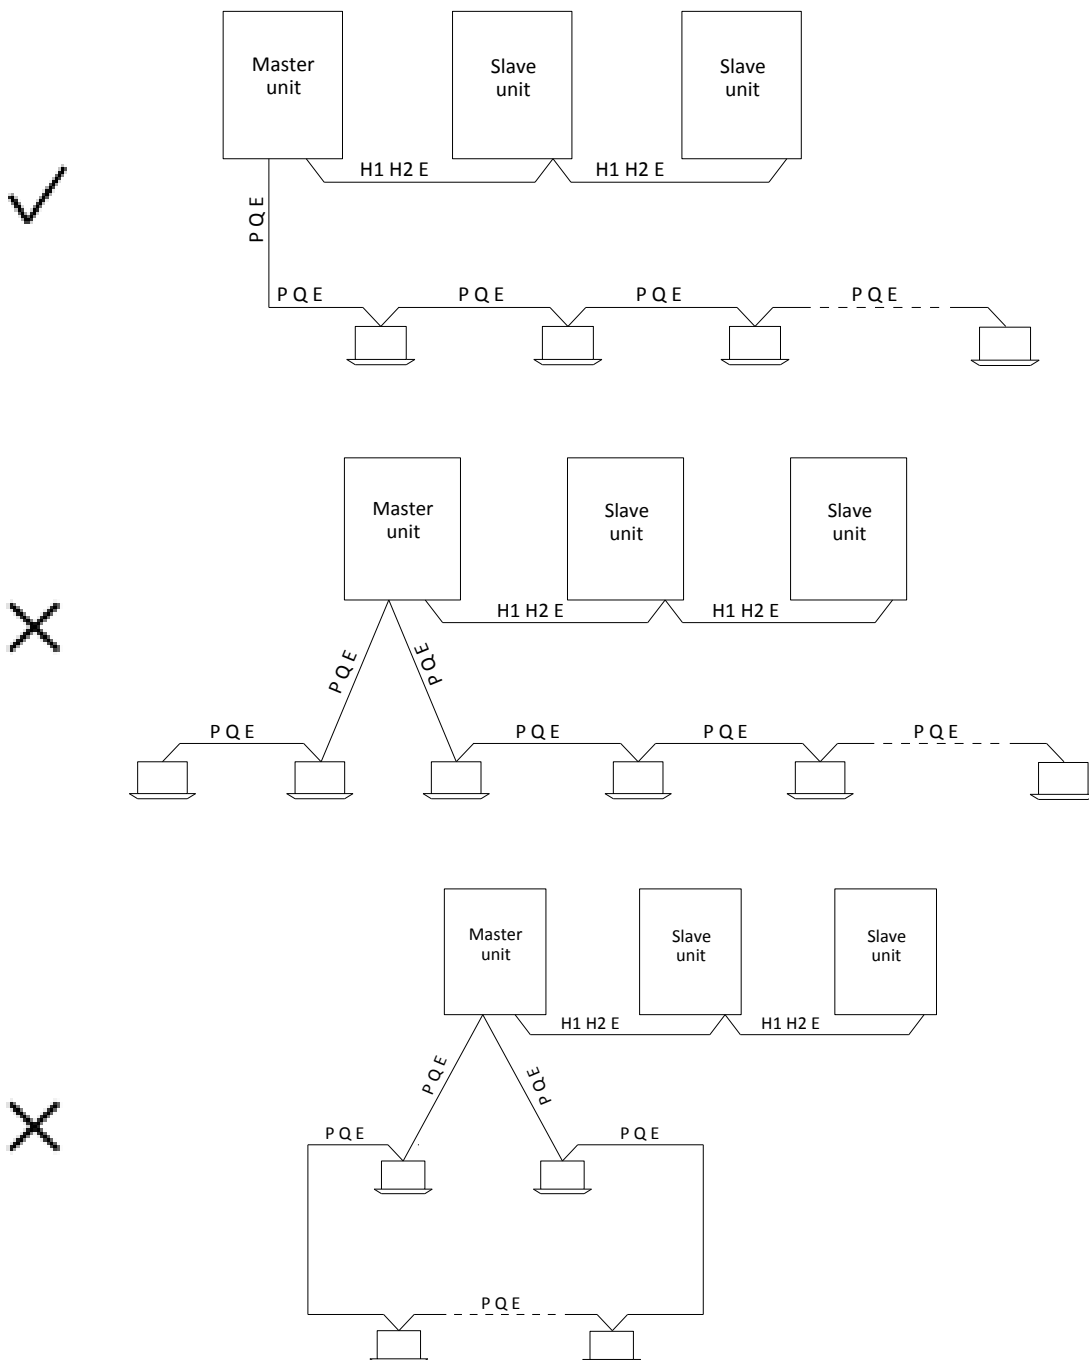 Master
unit
Slave
unit
Slave
unit
H1 H2 E
H1 H2 E
P Q E
P Q E
P Q E
P Q E
P Q E
Master
unit
Slave
unit
Slave
unit
H1 H2 E
H1 H2 E
P Q E
P Q E
P Q E
P Q E
P Q E
P Q E
Master
unit
Slave
unit
Slave
unit
H1 H2 E
H1 H2 E
P Q E
P Q E
P Q E
P Q E
P Q E